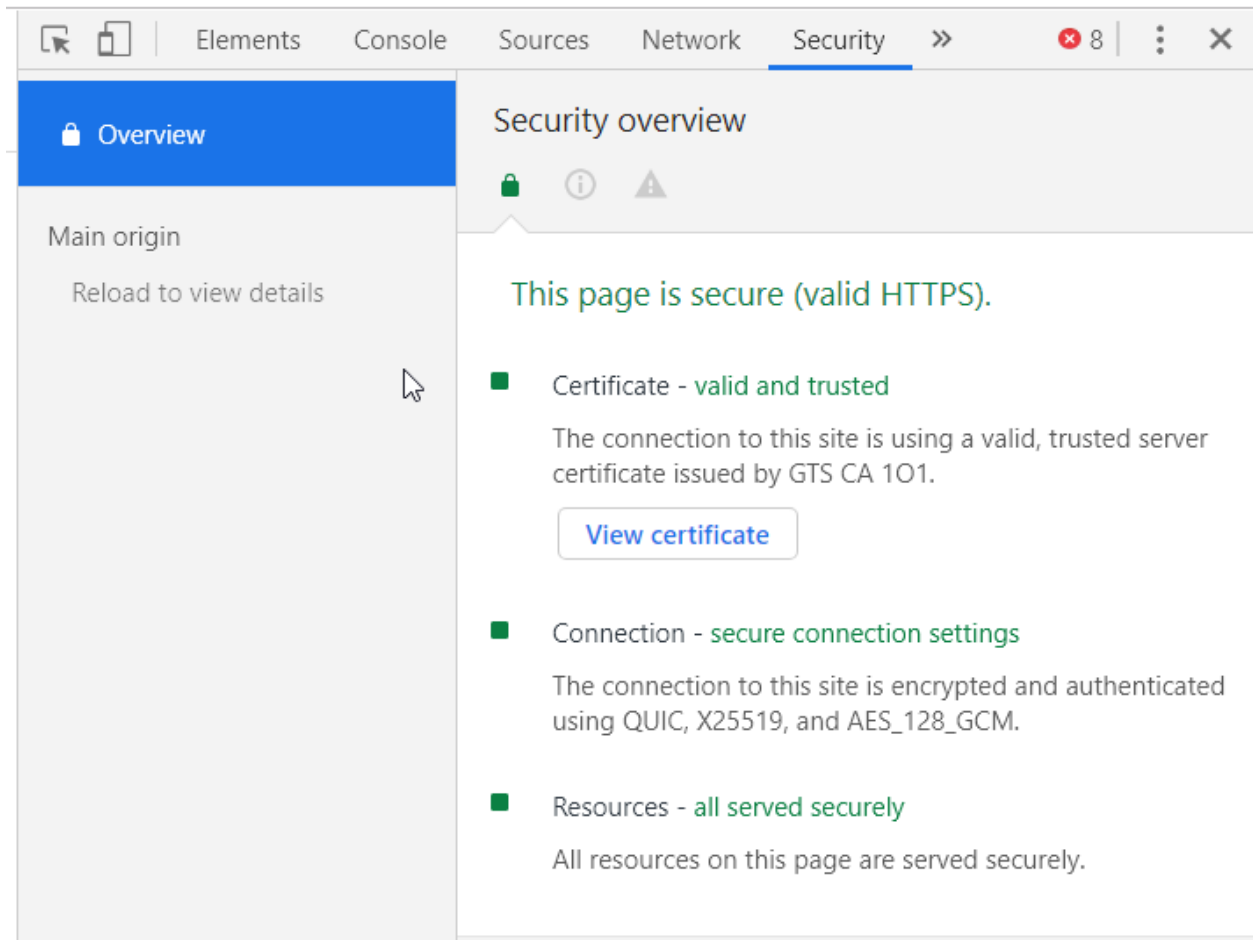 Elements Console Sources Network Security » 8
Overview
Main origin
Reload to view details
Security overview
This page is secure (valid HTTPS).
Certificate - valid and trusted
The connection to this site is using a valid, trusted server
certificate issued by GTS CA 1O1.
View certificate
Connection - secure connection settings
The connection to this site is encrypted and authenticated
using QUIC, X25519, and AES_128_GCM.
Resources - all served securely
All resources on this page are served securely.